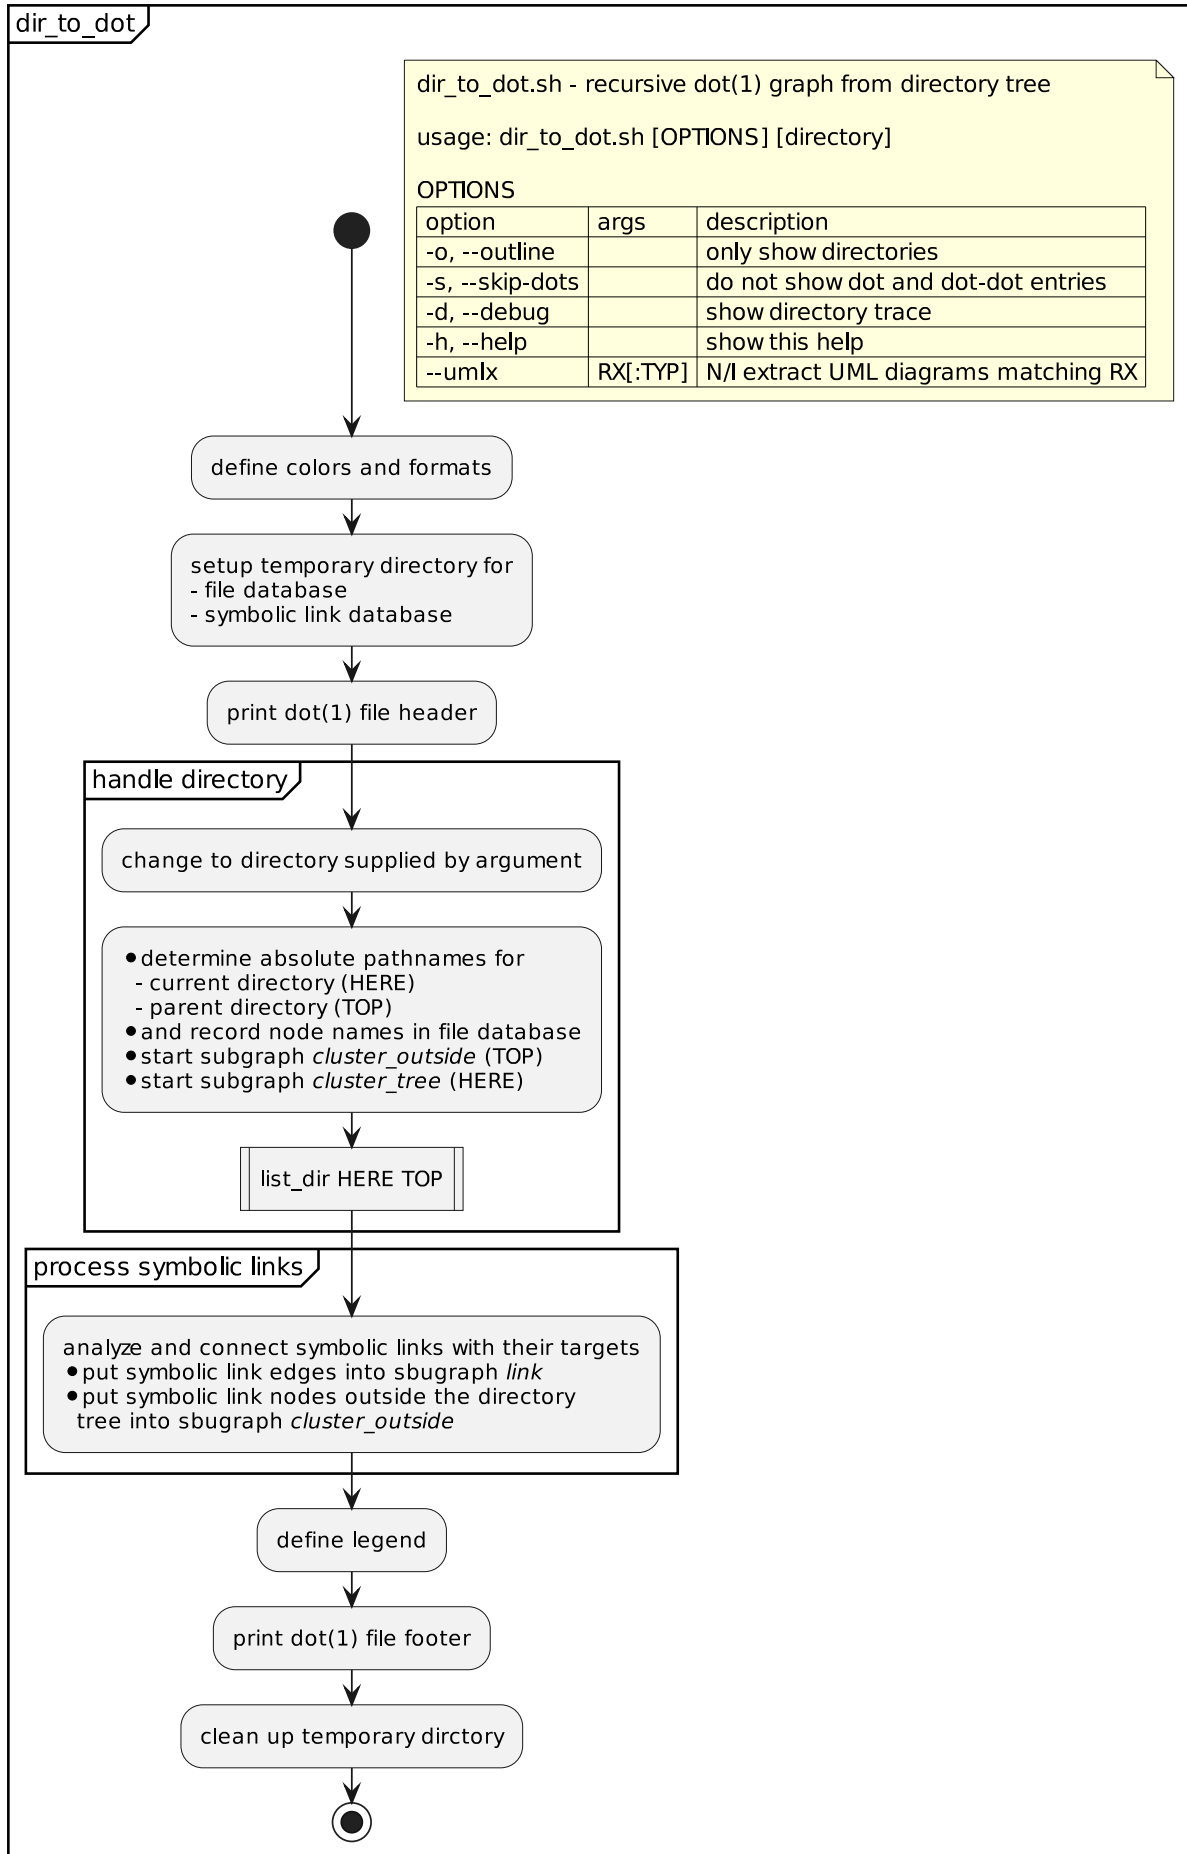 dir_to_dot
dir_to_dot.sh - recursive dot(1) graph from directory tree
usage: dir_to_dot.sh [OPTIONS] [directory]
OPTIONS
option args description
-o, --outline only show directories
-s, --skip-dots do not show dot and dot-dot entries
-d, --debug show directory trace
-h, --help show this help
--umlx RX[:TYP] N/I extract UML diagrams matching RX
define colors and formats
setup temporary directory for
- file database
- symbolic link database
print dot(1) file header
handle directory
change to directory supplied by argument
• determine absolute pathnames for
- current directory (HERE)
- parent directory (TOP)
• and record node names in file database
• start subgraph cluster_outside (TOP)
• start subgraph cluster_tree (HERE)
list_dir HERE TOP
process symbolic links
analyze and connect symbolic links with their targets
• put symbolic link edges into sbugraph link
• put symbolic link nodes outside the directory
tree into sbugraph cluster_outside
define legend
print dot(1) file footer
clean up temporary dirctory